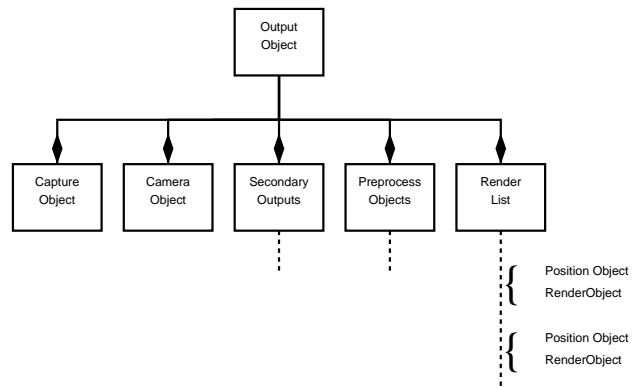 Output
Object
Capture
Object
Camera
Object
Secondary
Outputs
Preprocess
Objects
Render
List
Position Object
RenderObject
Position Object
RenderObject